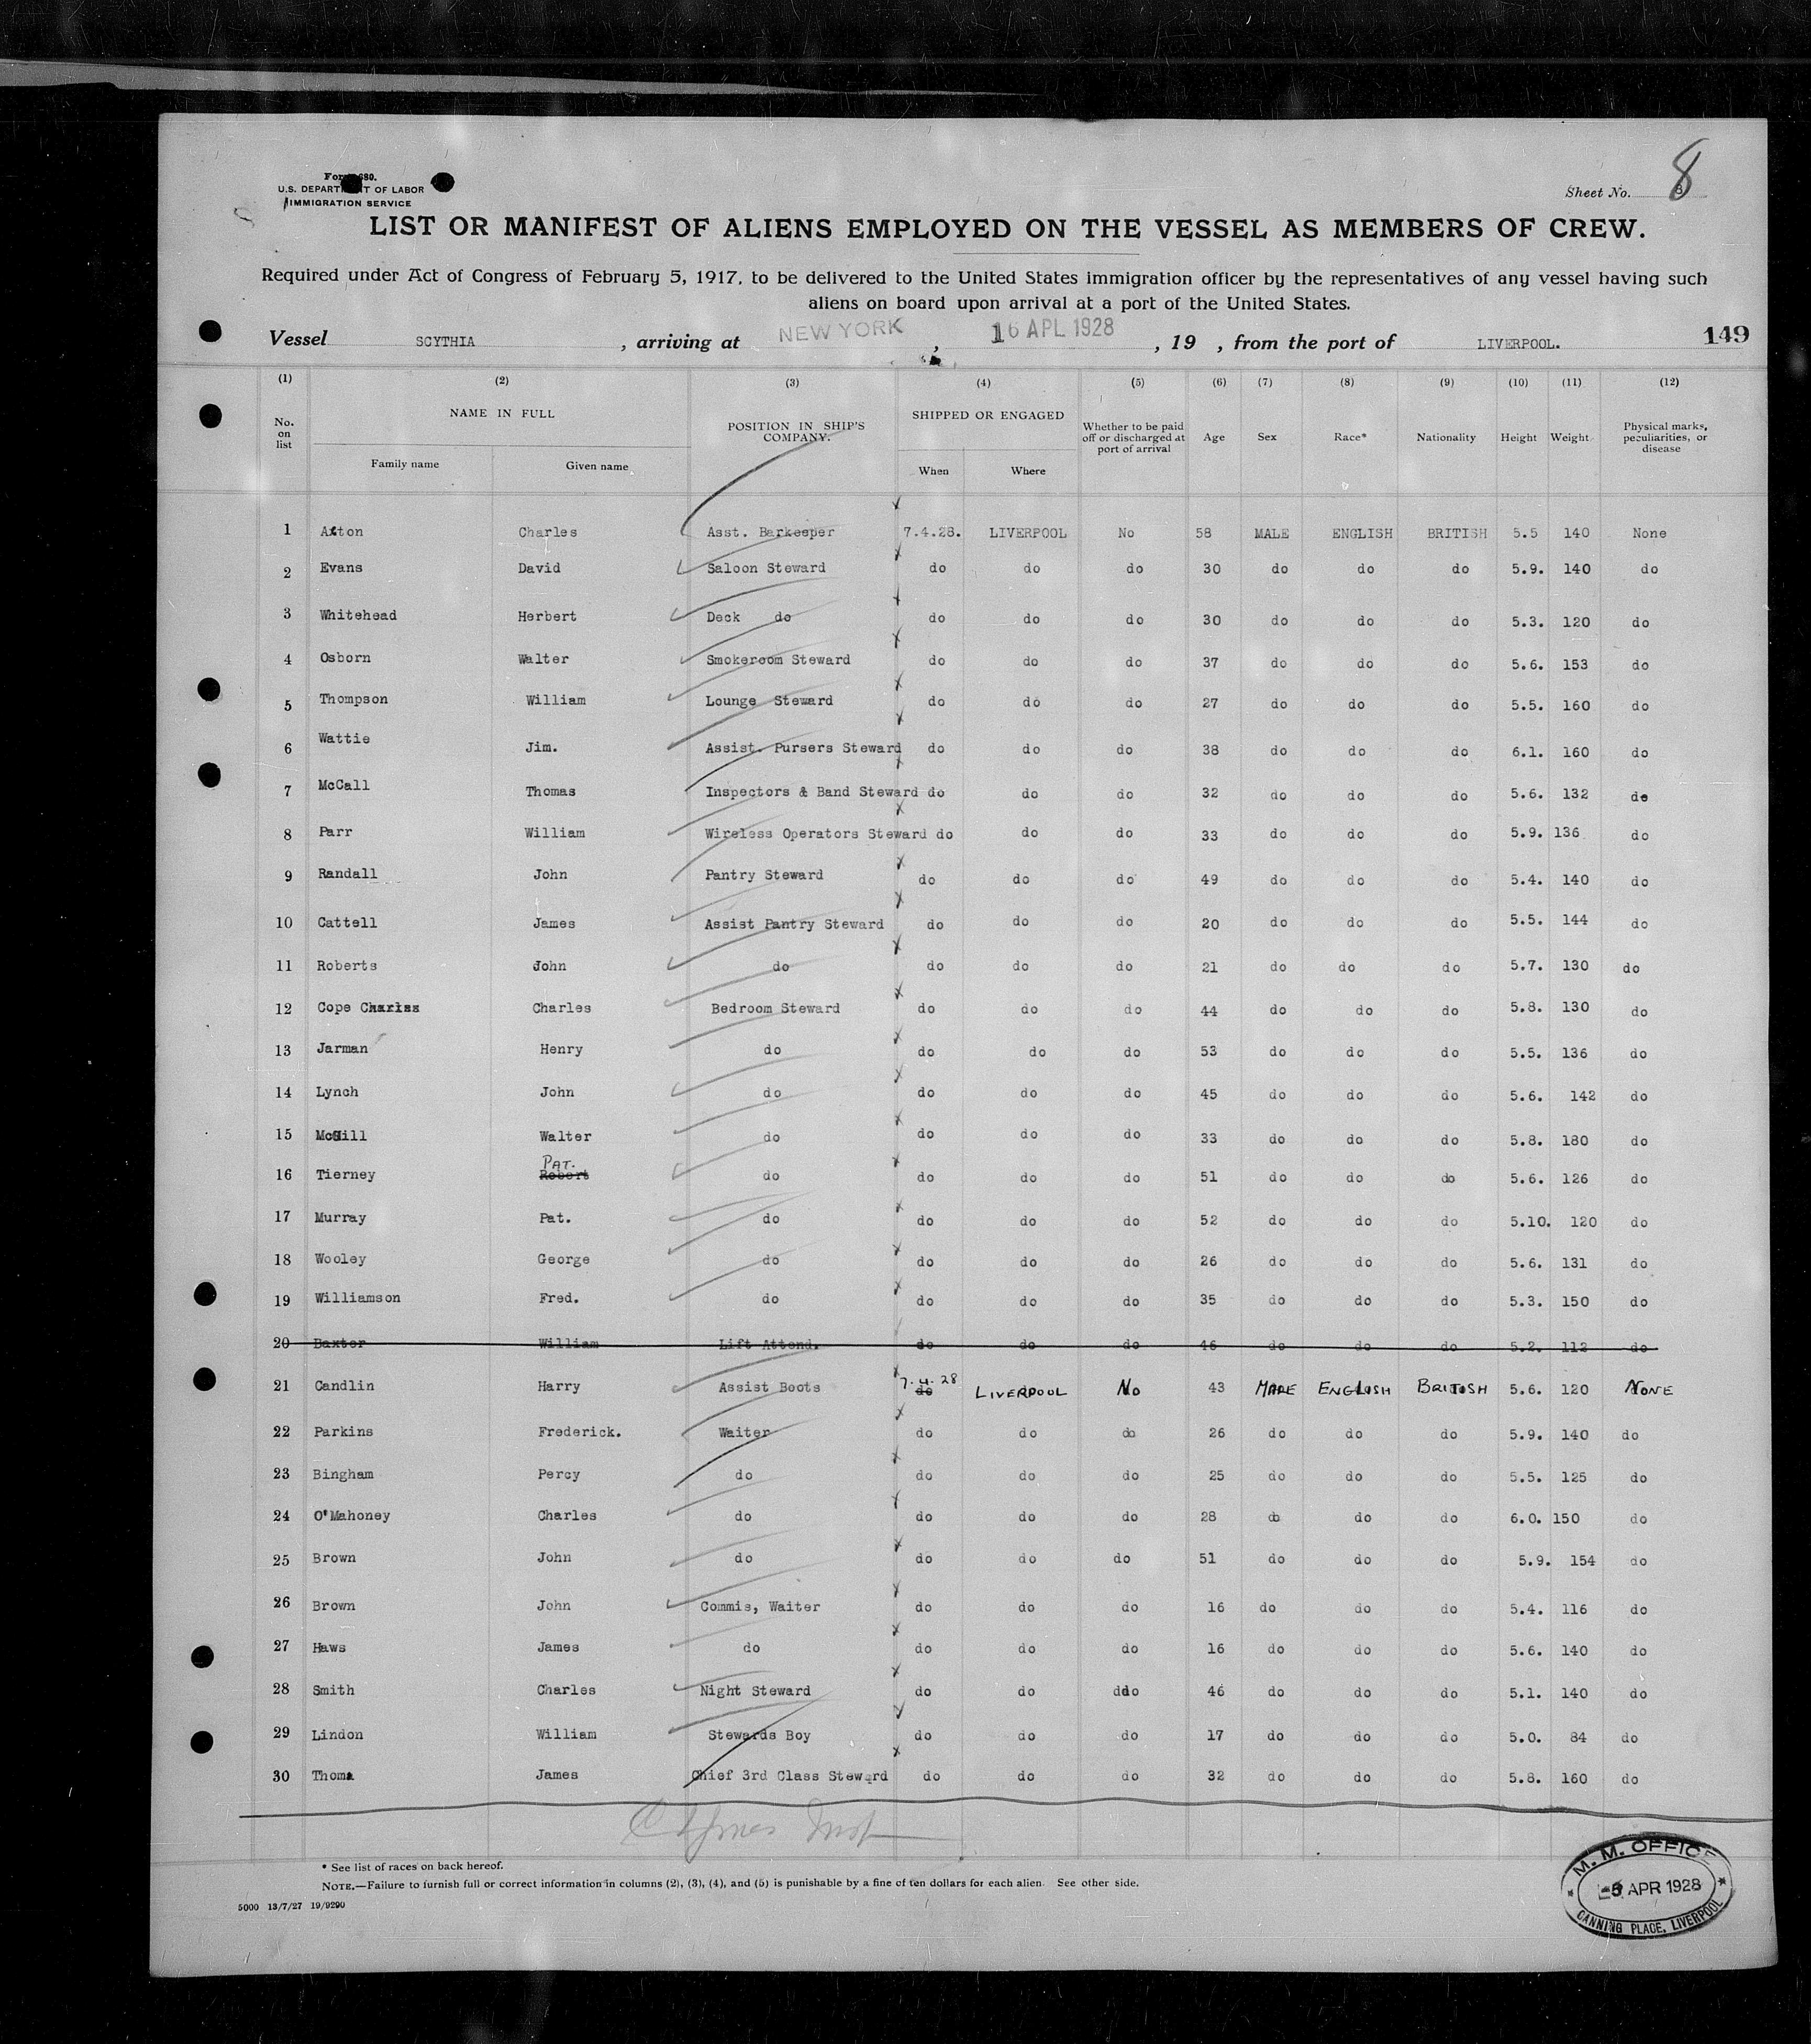 Form 680.
U.S. DEPARTMENT OF LABOR
IMMIGRATION SERVICE
Sheet No. 8
LIST OR MANIFEST OF ALIENS EMPLOYED ON THE VESSEL AS MEMBERS OF CREW.
Required under Act of Congress of February 5, 1917, to be delivered to the United States immigration officer by the representatives of any vessel having such
aliens on board upon arrival at a port of the United States.
Vessel SCYTHIA , arriving at NEW YORK , 16 APL 1928 , 19 , from the port of LIVERPOOL. 149
(1) (2) (3) (4) (5) (6) (7) (8) (9) (10) (11) (12)
No. on list NAME IN FULL Family name Given name POSITION IN SHIP'S COMPANY. SHIPPED OR ENGAGED When Where Whether to be paid off or discharged at port of arrival Age Sex Race* Nationality Height Weight Physical marks, peculiarities, or disease
1 Axton Charles Asst. Barkeeper 7.4.28. LIVERPOOL No 58 MALE ENGLISH BRITISH 5.5 140 None
2 Evans David Saloon Steward do do do 30 do do do 5.9. 140 do
3 Whitehead Herbert Deck do do do do 30 do do do 5.3. 120 do
4 Osborn Walter Smokeroom Steward do do do 37 do do do 5.6. 153 do
5 Thompson William Lounge Steward do do do 27 do do do 5.5. 160 do
6 Wattie Jim. Assist. Pursers Steward do do do 38 do do do 6.1. 160 do
7 McCall Thomas Inspectors & Band Steward do do do 32 do do do 5.6. 132 do
8 Parr William Wireless Operators Steward do do do 33 do do do 5.9. 136 do
9 Randall John Pantry Steward do do do 49 do do do 5.4. 140 do
10 Cattell James Assist Pantry Steward do do do 20 do do do 5.5. 144 do
11 Roberts John do do do do 21 do do do 5.7. 130 do
12 Cope Charles Charles Bedroom Steward do do do 44 do do do 5.8. 130 do
13 Jarman Henry do do do do 53 do do do 5.5. 136 do
14 Lynch John do do do do 45 do do do 5.6. 142 do
15 McGill Walter do do do do 33 do do do 5.8. 180 do
16 Tierney PAT. Robert do do do do 51 do do do 5.6. 126 do
17 Murray Pat. do do do do 52 do do do 5.10. 120 do
18 Wooley George do do do do 26 do do do 5.6. 131 do
19 Williamson Fred. do do do do 35 do do do 5.3. 150 do
20 Baxter William Lift Attend. do do do 46 do do do 5.2. 112 do
21 Candlin Harry Assist Boots 7.4.28 do LIVERPOOL No 43 MALE ENGLISH BRITISH 5.6. 120 NONE
22 Parkins Frederick. Waiter do do do 26 do do do 5.9. 140 do
23 Bingham Percy do do do do 25 do do do 5.5. 125 do
24 O'Mahoney Charles do do do do 28 do do do 6.0. 150 do
25 Brown John do do do do 51 do do do 5.9. 154 do
26 Brown John Commis, Waiter do do do 16 do do do 5.4. 116 do
27 Haws James do do do do 16 do do do 5.6. 140 do
28 Smith Charles Night Steward do do ddo 46 do do do 5.1. 140 do
29 Lindon William Stewards Boy do do do 17 do do do 5.0. 84 do
30 Thoma James Chief 3rd Class Steward do do do 32 do do do 5.8. 160 do
* See list of races on back hereof.
NOTE.—Failure to furnish full or correct information in columns (2), (3), (4), and (5) is punishable by a fine of ten dollars for each alien. See other side.
5000 13/7/27 19/9290
M. M. OFFICE
-5 APR 1928
CANNING PLACE, LIVERPOOL